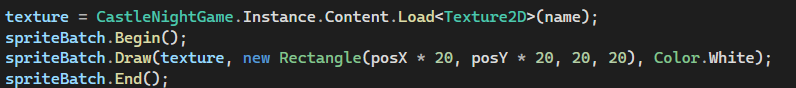 texture = CastleNightGame.Instance.Content.Load<Texture2D>(name);
spriteBatch.Begin();
spriteBatch.Draw(texture, new Rectangle(posX * 20, posY * 20, 20, 20), Color.White);
spriteBatch.End();